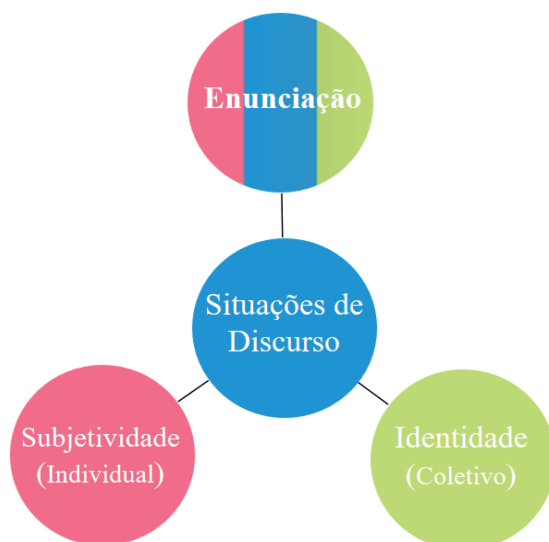 Enunciação
Situações de
Discurso
Subjetividade
(Individual)
Identidade
(Coletivo)